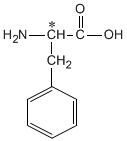 O
*
H₂N CH C OH
CH₂